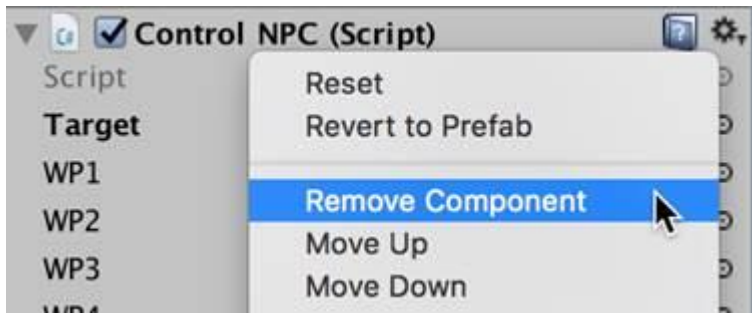 Control NPC (Script)
Script
Target
WP1
WP2
WP3
Reset
Revert to Prefab
Remove Component
Move Up
Move Down